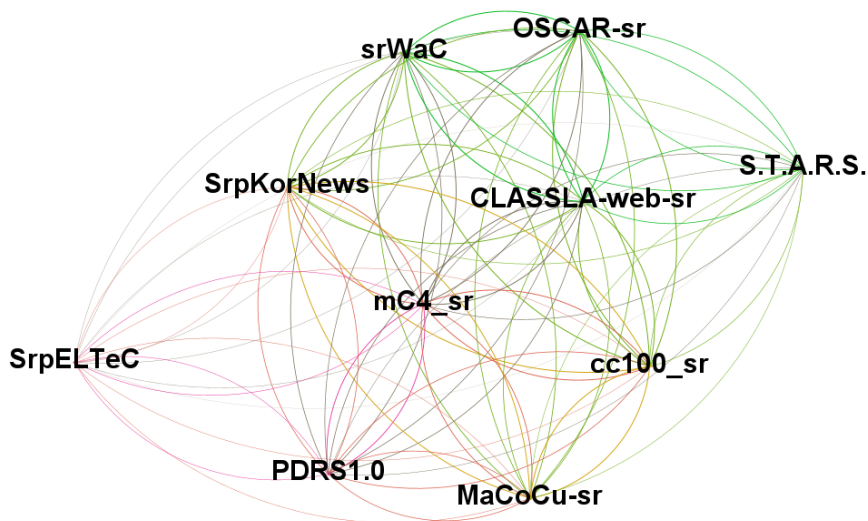 OSCAR-sr
srWaC
S.T.A.R.S.
SrpKorNews
CLASSLA-web-sr
mC4_sr
SrpELTeC
cc100_sr
PDRS1.0
MaCoCu-sr